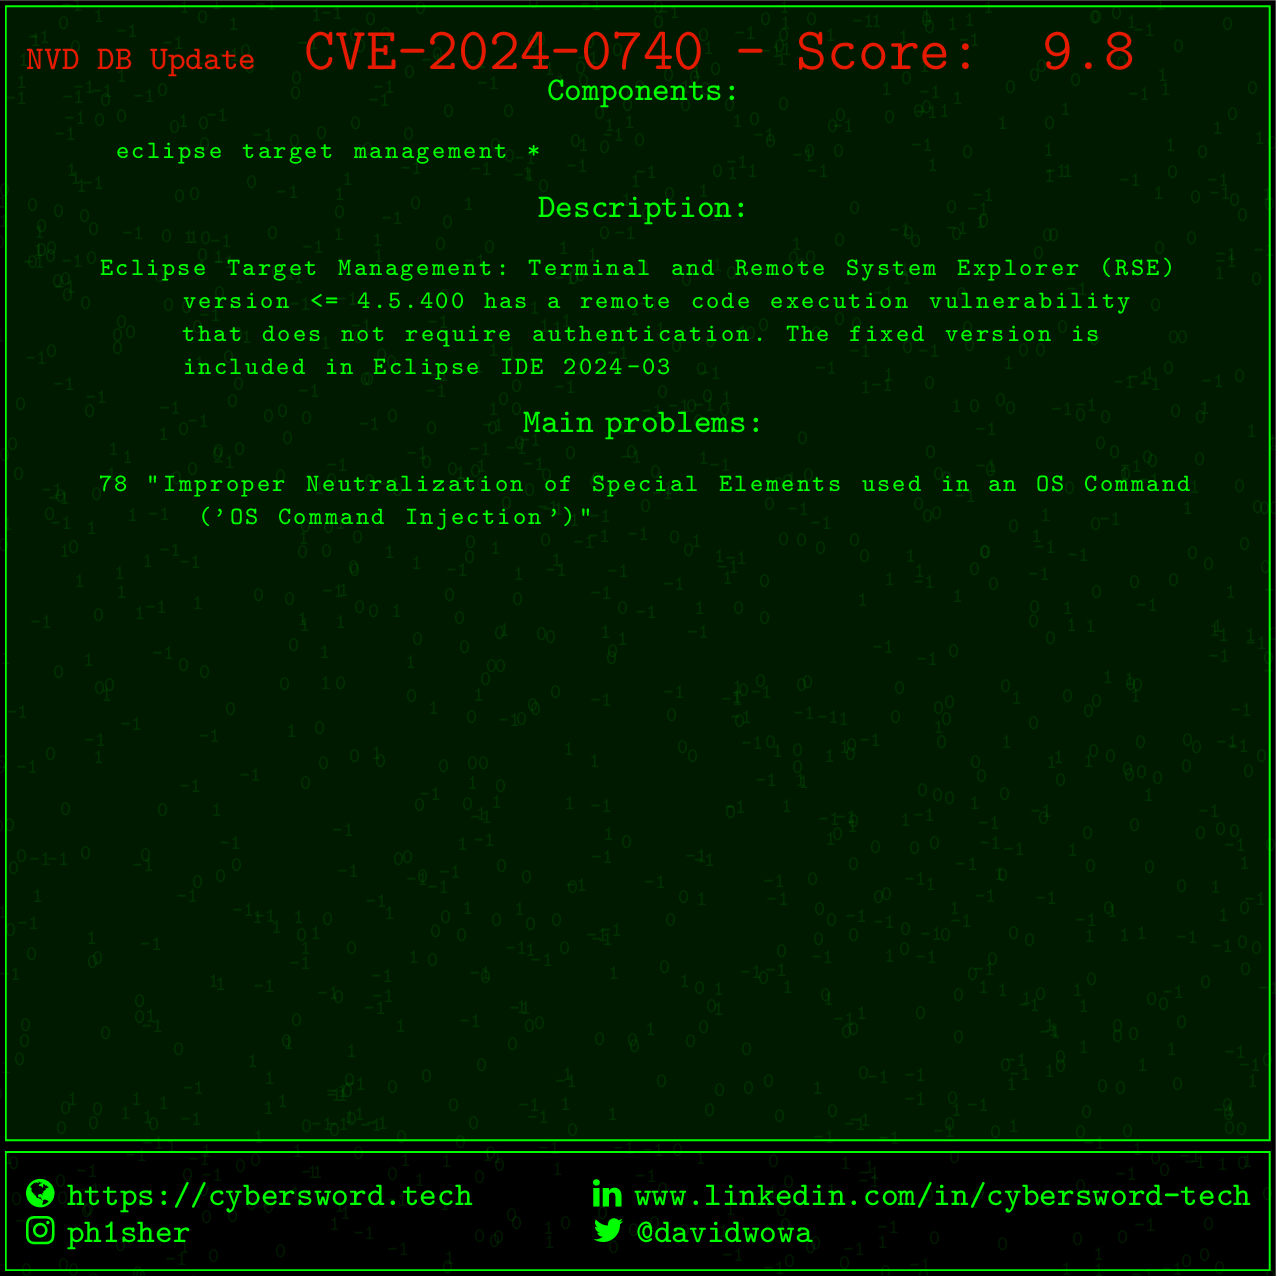 NVD DB Update CVE-2024-0740 - Score: 9.8
Components:
eclipse target management *
Description:
Eclipse Target Management: Terminal and Remote System Explorer (RSE)
version <= 4.5.400 has a remote code execution vulnerability
that does not require authentication. The fixed version is
included in Eclipse IDE 2024-03
Main problems:
78 "Improper Neutralization of Special Elements used in an OS Command
('OS Command Injection')"
https://cybersword.tech
www.linkedin.com/in/cybersword-tech
ph1sher
@davidwowa